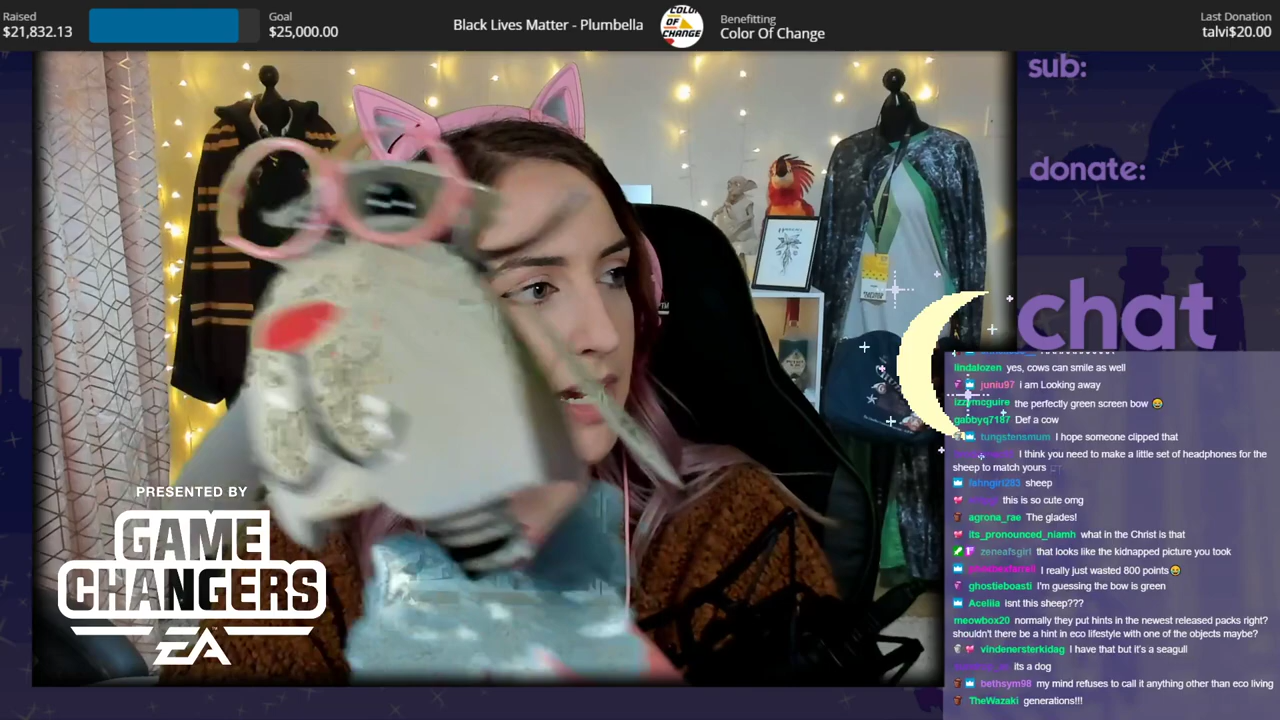 Raised
$21,832.13
Goal
$25,000.00
Black Lives Matter - Plumbella
COLOR
OF
CHANGE
Benefitting
Color Of Change
Last Donation
talvi$20.00
sub:
donate:
chat
lindalozen yes, cows can smile as well
juniu97 i am Looking away
izzymcguire the perfectly green screen bow
gabbyq7187 Def a cow
tungstensmum I hope someone clipped that
I think you need to make a little set of headphones for the
sheep to match yours
fehngirl283 sheep
this is so cute omg
agrona_rae The glades!
its_pronounced_niamh what in the Christ is that
zeneafsgirl that looks like the kidnapped picture you took
I really just wasted 800 points
ghostieboasti I'm guessing the bow is green
Acellia isnt this sheep???
meowbox20 normally they put hints in the newest released packs right?
shouldn't there be a hint in eco lifestyle with one of the objects maybe?
vindenersterkidag I have that but it's a seagull
its a dog
bethsym98 my mind refuses to call it anything other than eco living
TheWazaki generations!!!
PRESENTED BY
GAME
CHANGERS
EA